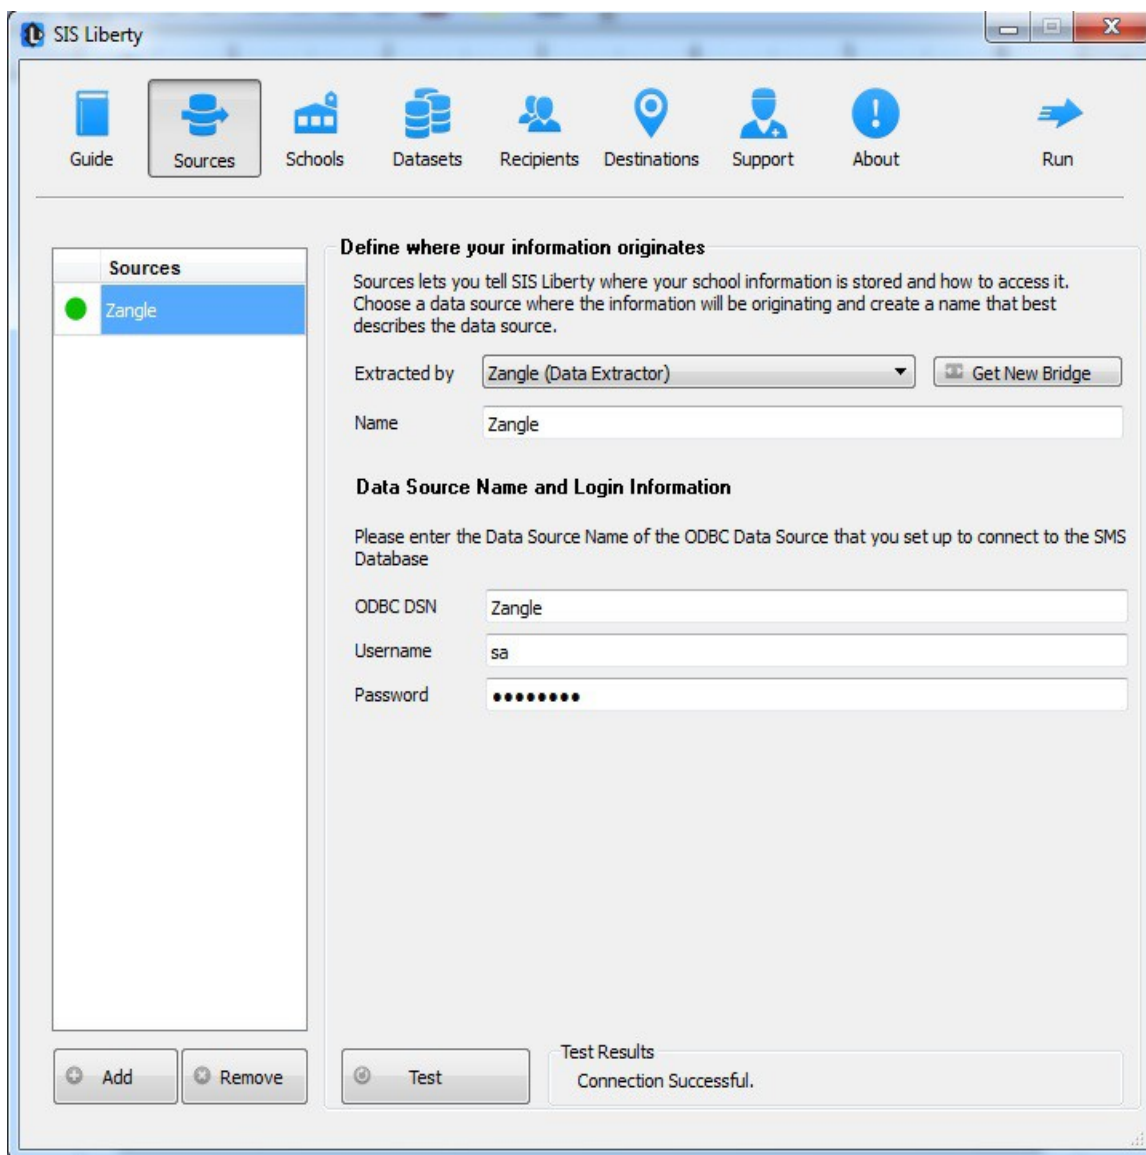 SIS Liberty
Guide
Sources
Schools
Datasets
Recipients
Destinations
Support
About
Run
Sources
Zangle
Define where your information originates
Sources lets you tell SIS Liberty where your school information is stored and how to access it.
Choose a data source where the information will be originating and create a name that best
describes the data source.
Extracted by
Zangle (Data Extractor)
Get New Bridge
Name
Zangle
Data Source Name and Login Information
Please enter the Data Source Name of the ODBC Data Source that you set up to connect to the SMS
Database
ODBC DSN
Zangle
Username
sa
Password
••••••••
Add
Remove
Test
Test Results
Connection Successful.